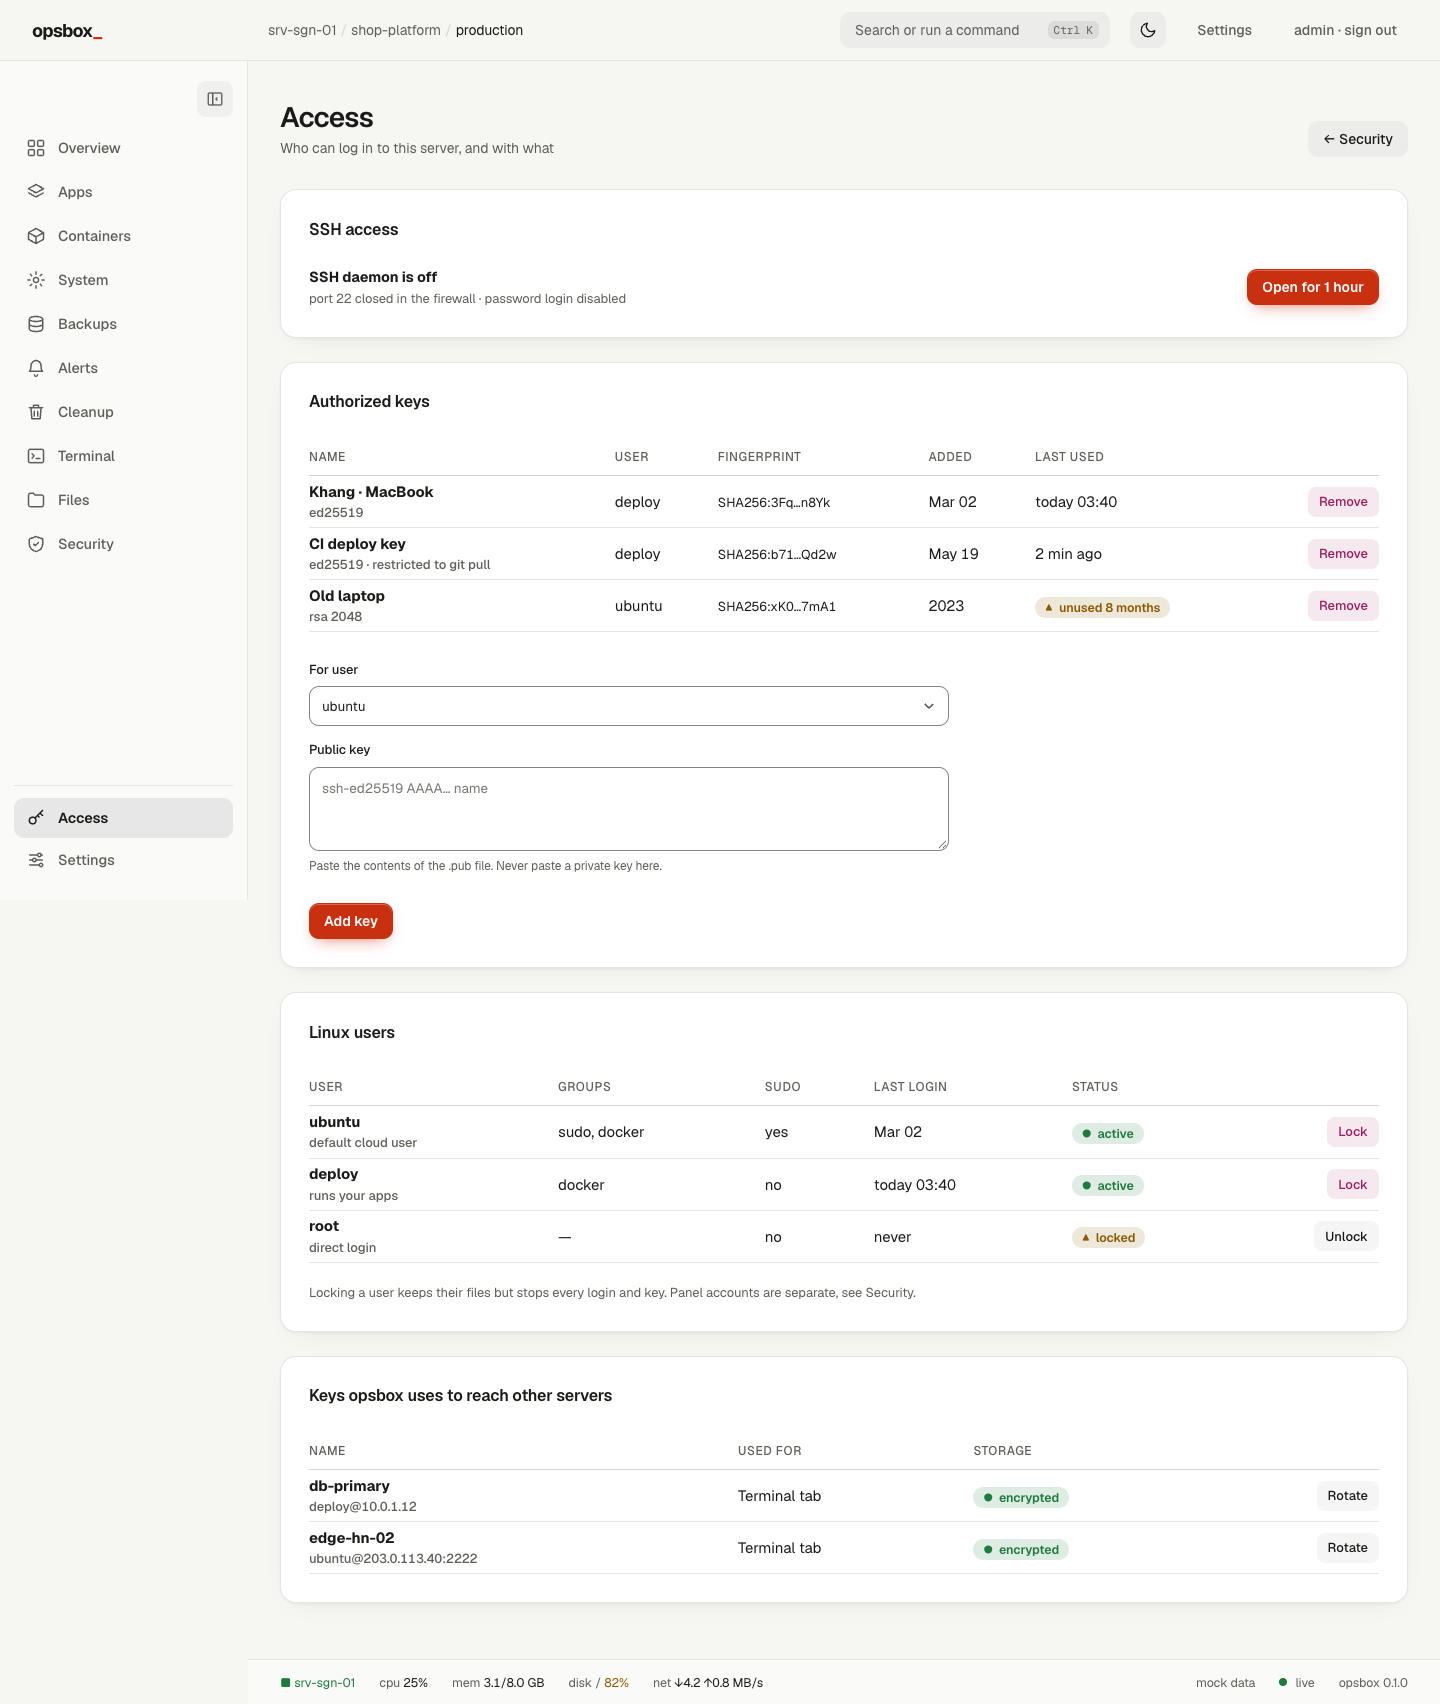 opsbox_
srv-sgn-01 / shop-platform / production
Search or run a command Ctrl K
Settings
admin · sign out
Overview
Apps
Containers
System
Backups
Alerts
Cleanup
Terminal
Files
Security
Access
Settings
Access
Who can log in to this server, and with what
← Security
SSH access
SSH daemon is off
port 22 closed in the firewall · password login disabled
Open for 1 hour
Authorized keys
NAME USER FINGERPRINT ADDED LAST USED
Khang · MacBook
ed25519
deploy SHA256:3Fq…n8Yk Mar 02 today 03:40 Remove
CI deploy key
ed25519 · restricted to git pull
deploy SHA256:b71…Qd2w May 19 2 min ago Remove
Old laptop
rsa 2048
ubuntu SHA256:xK0…7mA1 2023 ▲ unused 8 months Remove
For user
ubuntu
Public key
ssh-ed25519 AAAA… name
Paste the contents of the .pub file. Never paste a private key here.
Add key
Linux users
USER GROUPS SUDO LAST LOGIN STATUS
ubuntu
default cloud user
sudo, docker yes Mar 02 ● active Lock
deploy
runs your apps
docker no today 03:40 ● active Lock
root
direct login
— no never ▲ locked Unlock
Locking a user keeps their files but stops every login and key. Panel accounts are separate, see Security.
Keys opsbox uses to reach other servers
NAME USED FOR STORAGE
db-primary
deploy@10.0.1.12
Terminal tab ● encrypted Rotate
edge-hn-02
ubuntu@203.0.113.40:2222
Terminal tab ● encrypted Rotate
■ srv-sgn-01 cpu 25% mem 3.1/8.0 GB disk / 82% net ↓4.2 ↑0.8 MB/s mock data ● live opsbox 0.1.0